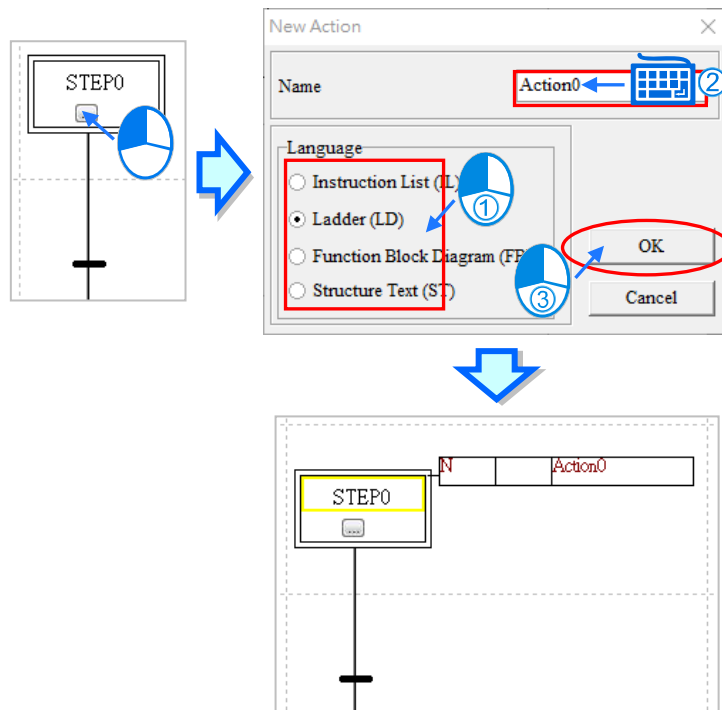 STEP0
...
New Action
Name
Action0
②
Language
Instruction List (IL)
①
Ladder (LD)
Function Block Diagram (FB
Structure Text (ST)
③
OK
Cancel
N
Action0
STEP0
...